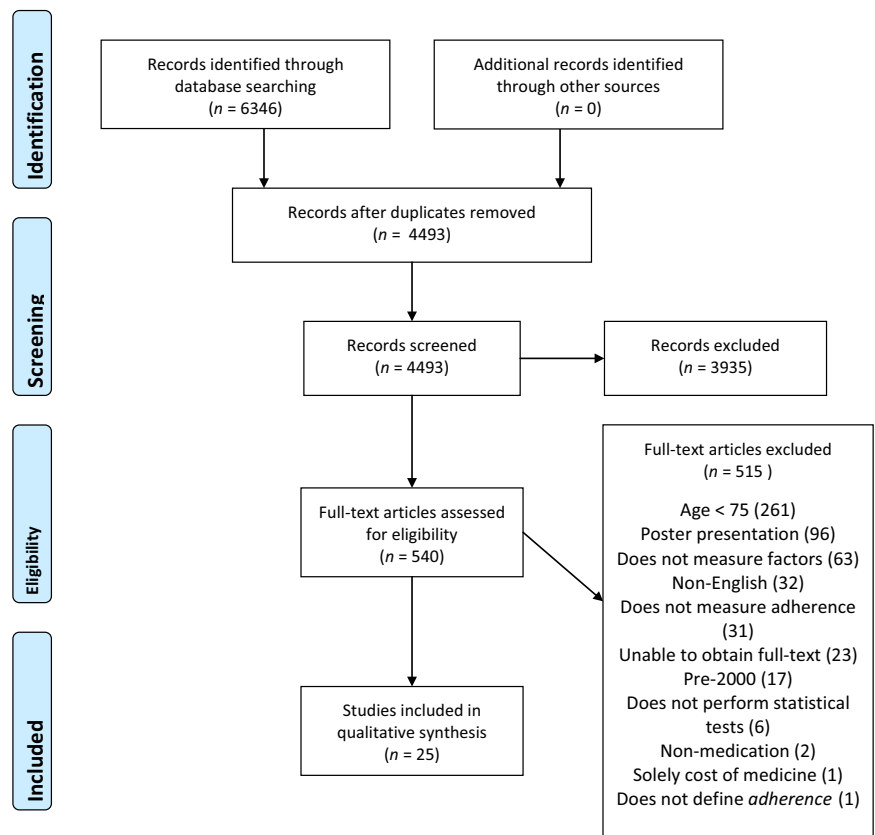 Identification
Records identified through
database searching
(n = 6346)
Additional records identified
through other sources
(n = 0)
Records after duplicates removed
(n = 4493)
Screening
Records screened
(n = 4493)
Records excluded
(n = 3935)
Eligibility
Full-text articles assessed
for eligibility
(n = 540)
Full-text articles excluded
(n = 515 )
Age < 75 (261)
Poster presentation (96)
Does not measure factors (63)
Non-English (32)
Does not measure adherence
(31)
Unable to obtain full-text (23)
Pre-2000 (17)
Does not perform statistical
tests (6)
Non-medication (2)
Solely cost of medicine (1)
Does not define adherence (1)
Included
Studies included in
qualitative synthesis
(n = 25)